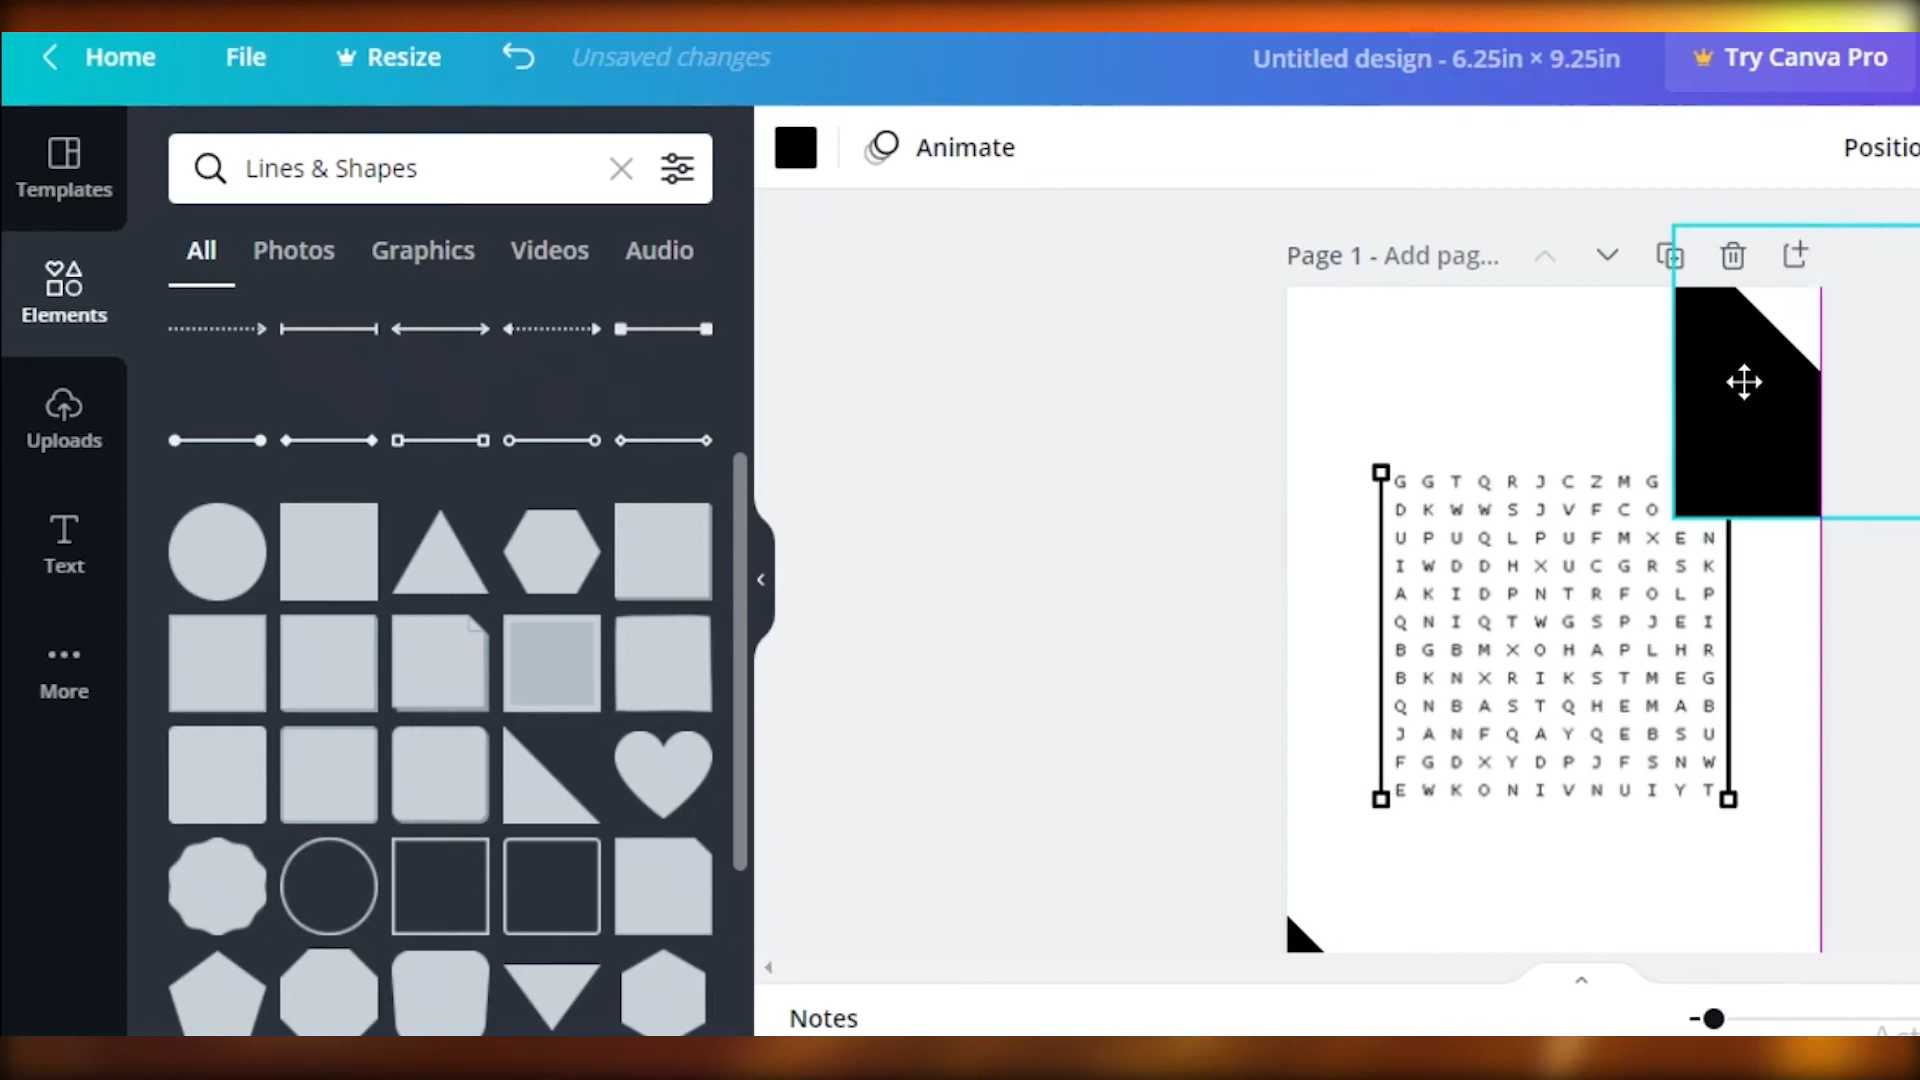 Home File Resize Unsaved changes Untitled design - 6.25in × 9.25in Try Canva Pro
Templates
Elements
Uploads
Text
More
Lines & Shapes
All Photos Graphics Videos Audio
Animate
Positio
Page 1 - Add pag...
G G T Q R J C Z M G
D K W W S J V F C O
U P U Q L P U F M X E N
I W D D H X U C G R S K
A K I D P N T R F O L P
Q N I Q T W G S P J E I
B G B M X O H A P L H R
B K N X R I K S T M E G
Q N B A S T Q H E M A B
J A N F Q A Y Q E B S U
F G D X Y D P J F S N W
E W K O N I V N U I Y T
Notes